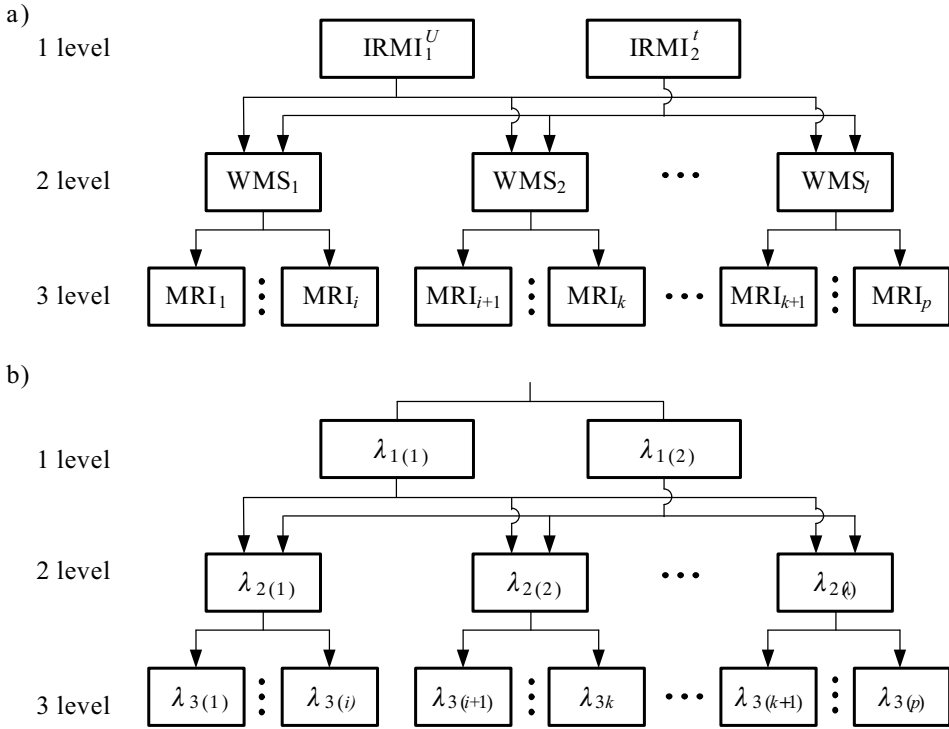 a)
1 level IRMI₁ᵁ IRMI₂ᵗ
2 level WMS₁ WMS₂ ••• WMSₗ
3 level MRI₁ ⋮ MRIᵢ MRIᵢ₊₁ ⋮ MRIₖ ••• MRIₖ₊₁ ⋮ MRIₚ
b)
1 level λ₁₍₁₎ λ₁₍₂₎
2 level λ₂₍₁₎ λ₂₍₂₎ •••
3 level λ₃₍₁₎ ⋮ λ₃₍ᵢ₎ λ₃₍ᵢ₊₁₎ ⋮ λ₃ₖ ••• λ₃₍ₖ₊₁₎ ⋮ λ₃₍ₚ₎